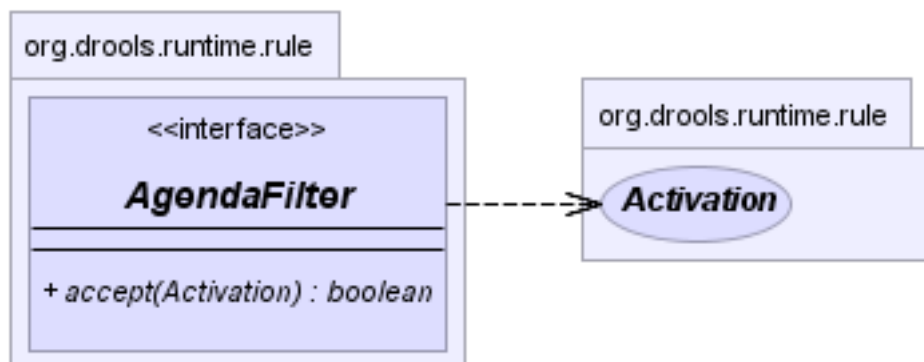 org.drools.runtime.rule
<<interface>>
AgendaFilter
+ accept(Activation) : boolean
org.drools.runtime.rule
Activation